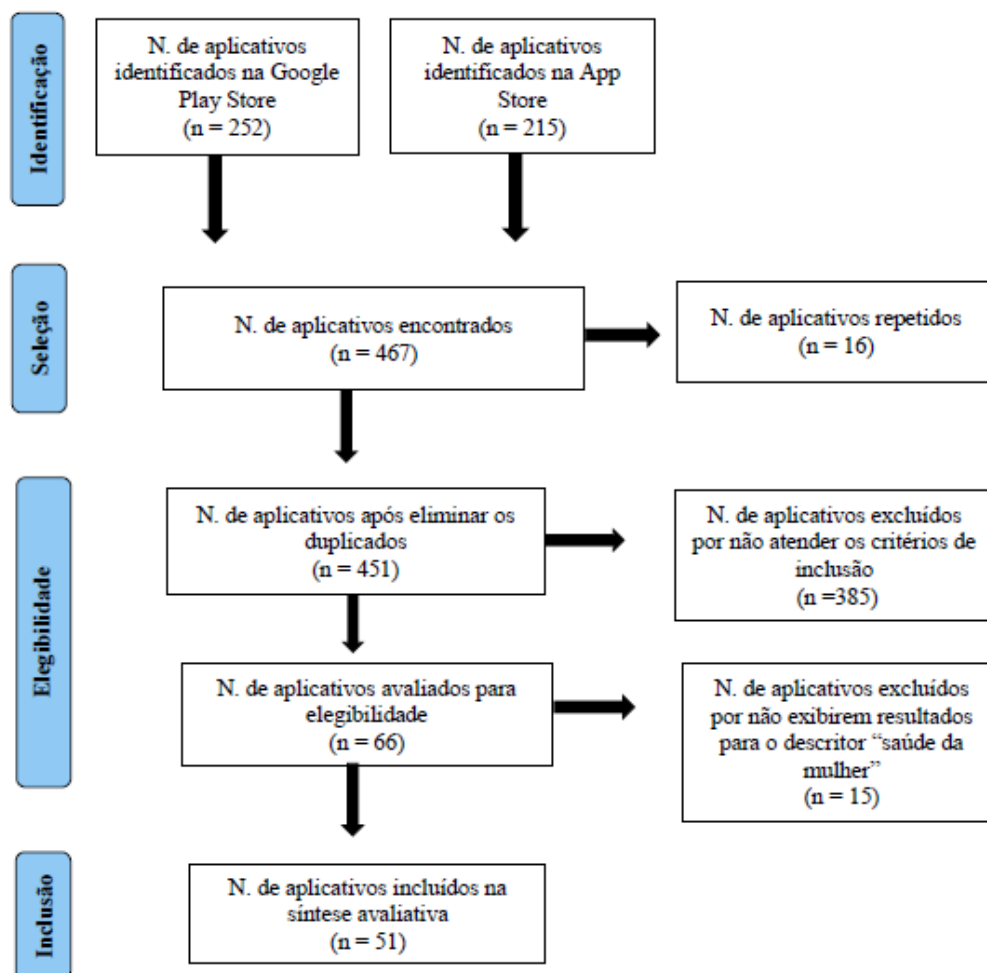 Identificação
N. de aplicativos
identificados na Google
Play Store
(n = 252)
N. de aplicativos
identificados na App
Store
(n = 215)
Seleção
N. de aplicativos encontrados
(n = 467)
N. de aplicativos repetidos
(n = 16)
Elegibilidade
N. de aplicativos após eliminar os
duplicados
(n = 451)
N. de aplicativos excluídos
por não atender os critérios de
inclusão
(n =385)
N. de aplicativos avaliados para
elegibilidade
(n = 66)
N. de aplicativos excluídos
por não exibirem resultados
para o descritor “saúde da
mulher”
(n = 15)
Inclusão
N. de aplicativos incluídos na
síntese avaliativa
(n = 51)